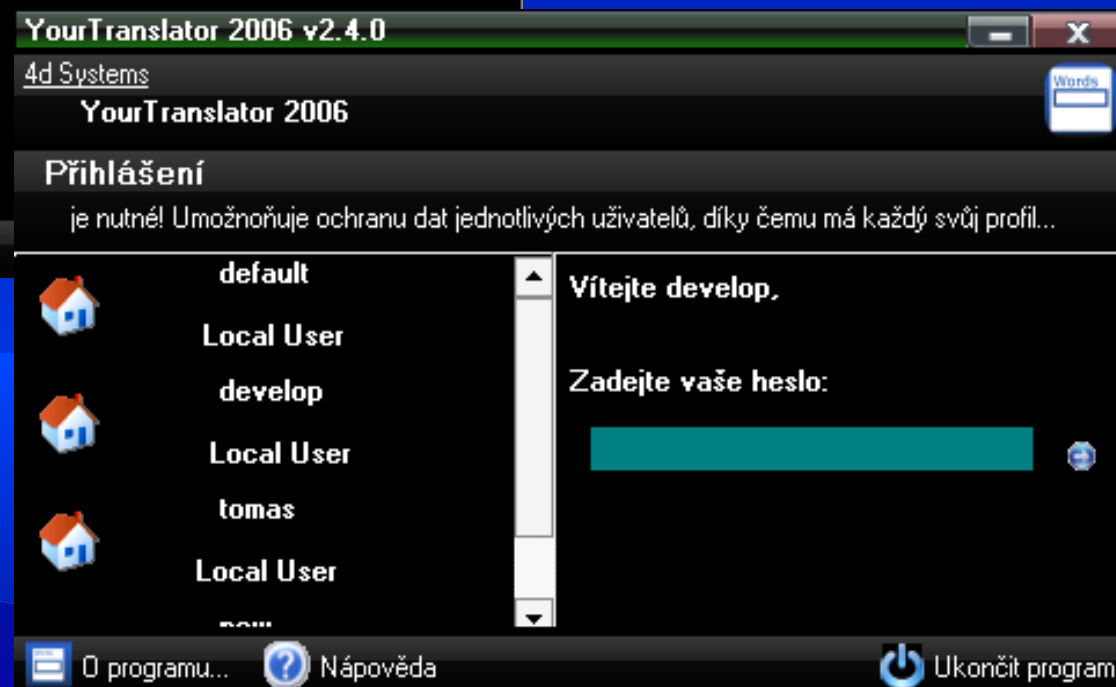 YourTranslator 2006 v2.4.0
4d Systems
Words
YourTranslator 2006
Přihlášení
je nutné! Umožnoňuje ochranu dat jednotlivých uživatelů, díky čemu má každý svůj profil...
default
Local User
develop
Local User
tomas
Local User
Vítejte develop,
Zadejte vaše heslo:
O programu...
Nápověda
Ukončit program